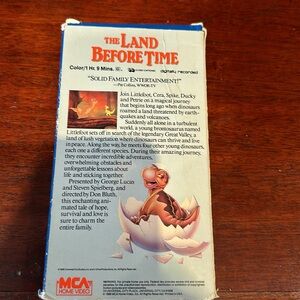 THE LAND
BEFORE TIME
Color/1 Hr. 9 Mins.
digitally recorded
"SOLID FAMILY ENTERTAINMENT!"
—Pat Collins, WWOR-TV
Join Littlefoot, Cera, Spike, Ducky
and Petrie on a magical journey
that begins long ago when dinosaurs
roamed a land threatened by earth-
quakes and volcanoes.
Suddenly all alone in a turbulent
world, a young brontosaurus named
Littlefoot sets off in search of the legendary Great Valley, a
land of lush vegetation where dinosaurs can thrive and live
in peace. Along the way, he meets four other young dinosaurs,
each one a different species. During their amazing journey,
they encounter incredible adventures,
overwhelming obstacles and
unforgettable lessons about
life and sticking together.
Presented by George Lucas
and Steven Spielberg, and
directed by Don Bluth,
this enchanting ani-
mated tale of hope,
survival and love is
sure to charm the
entire family.
MCA
HOME VIDEO